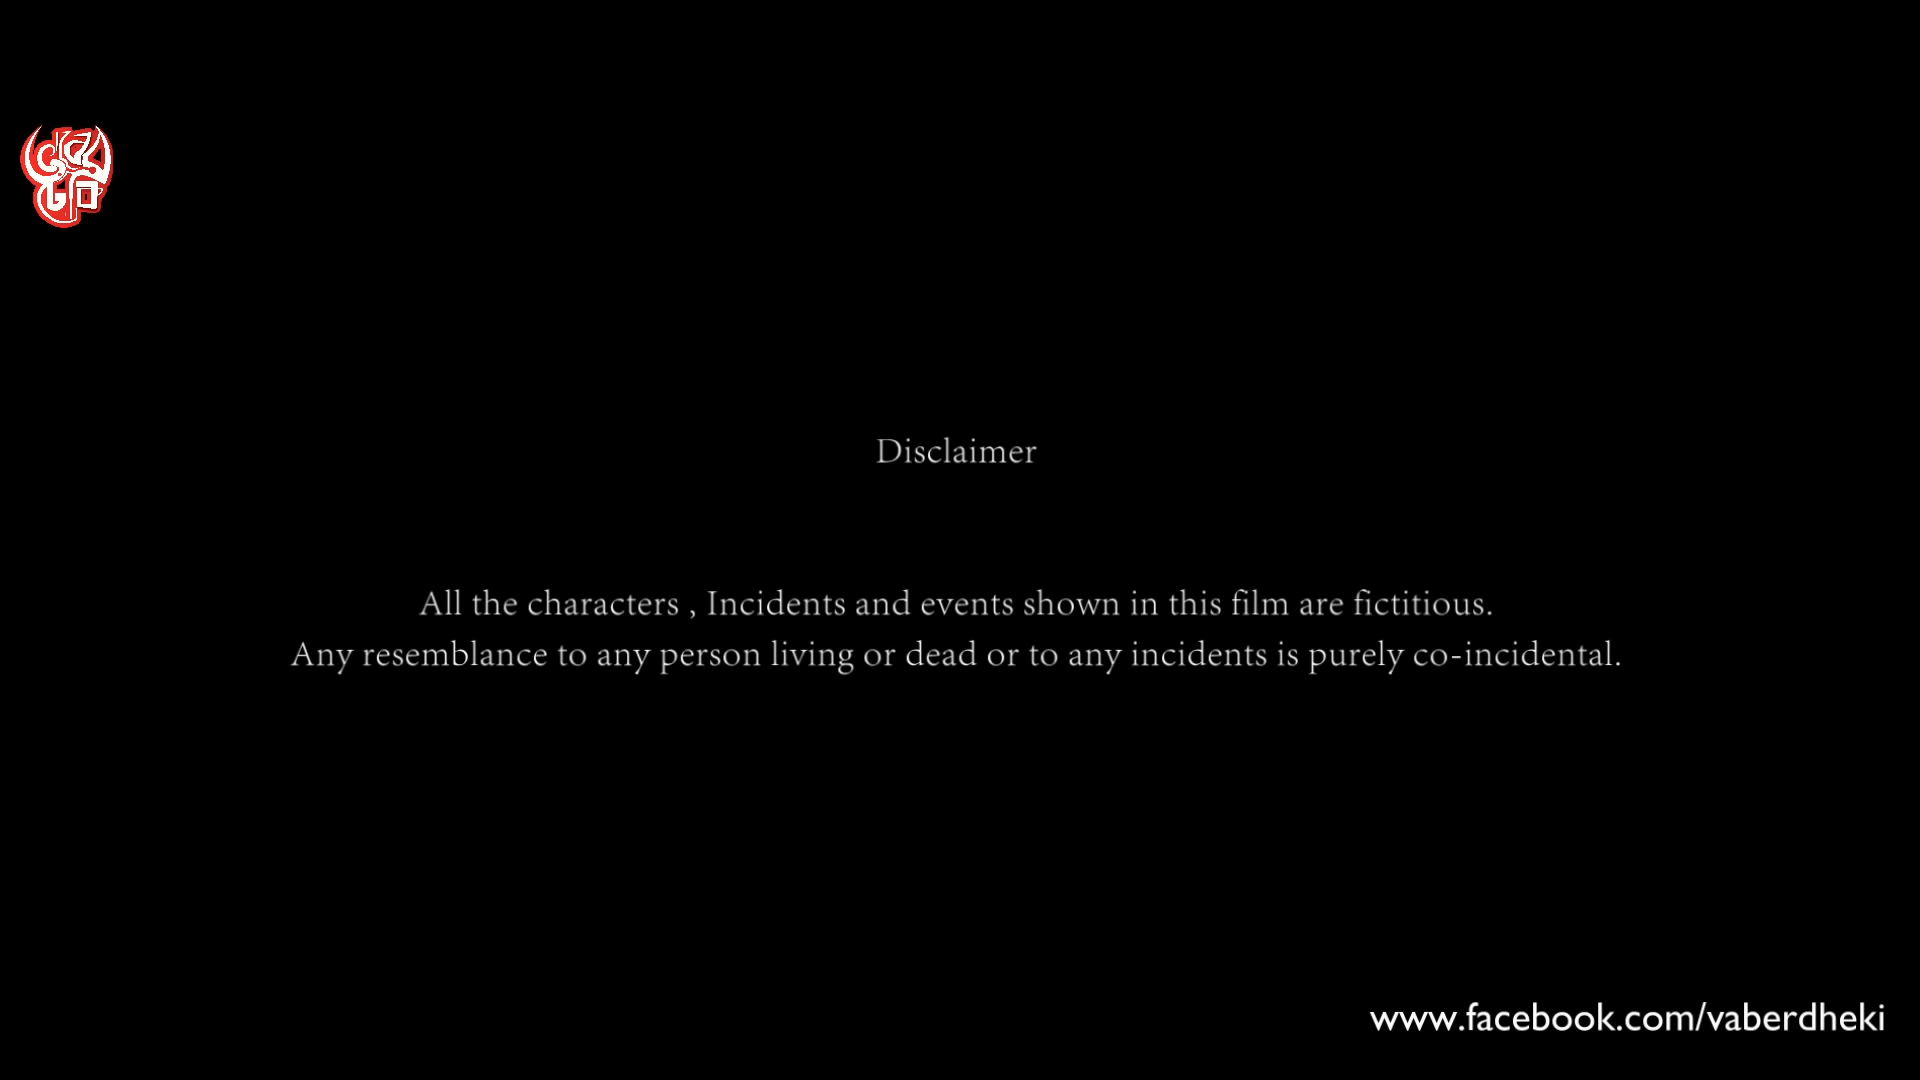 Disclaimer
All the characters , Incidents and events shown in this film are fictitious.
Any resemblance to any person living or dead or to any incidents is purely co-incidental.
www.facebook.com/vaberdheki